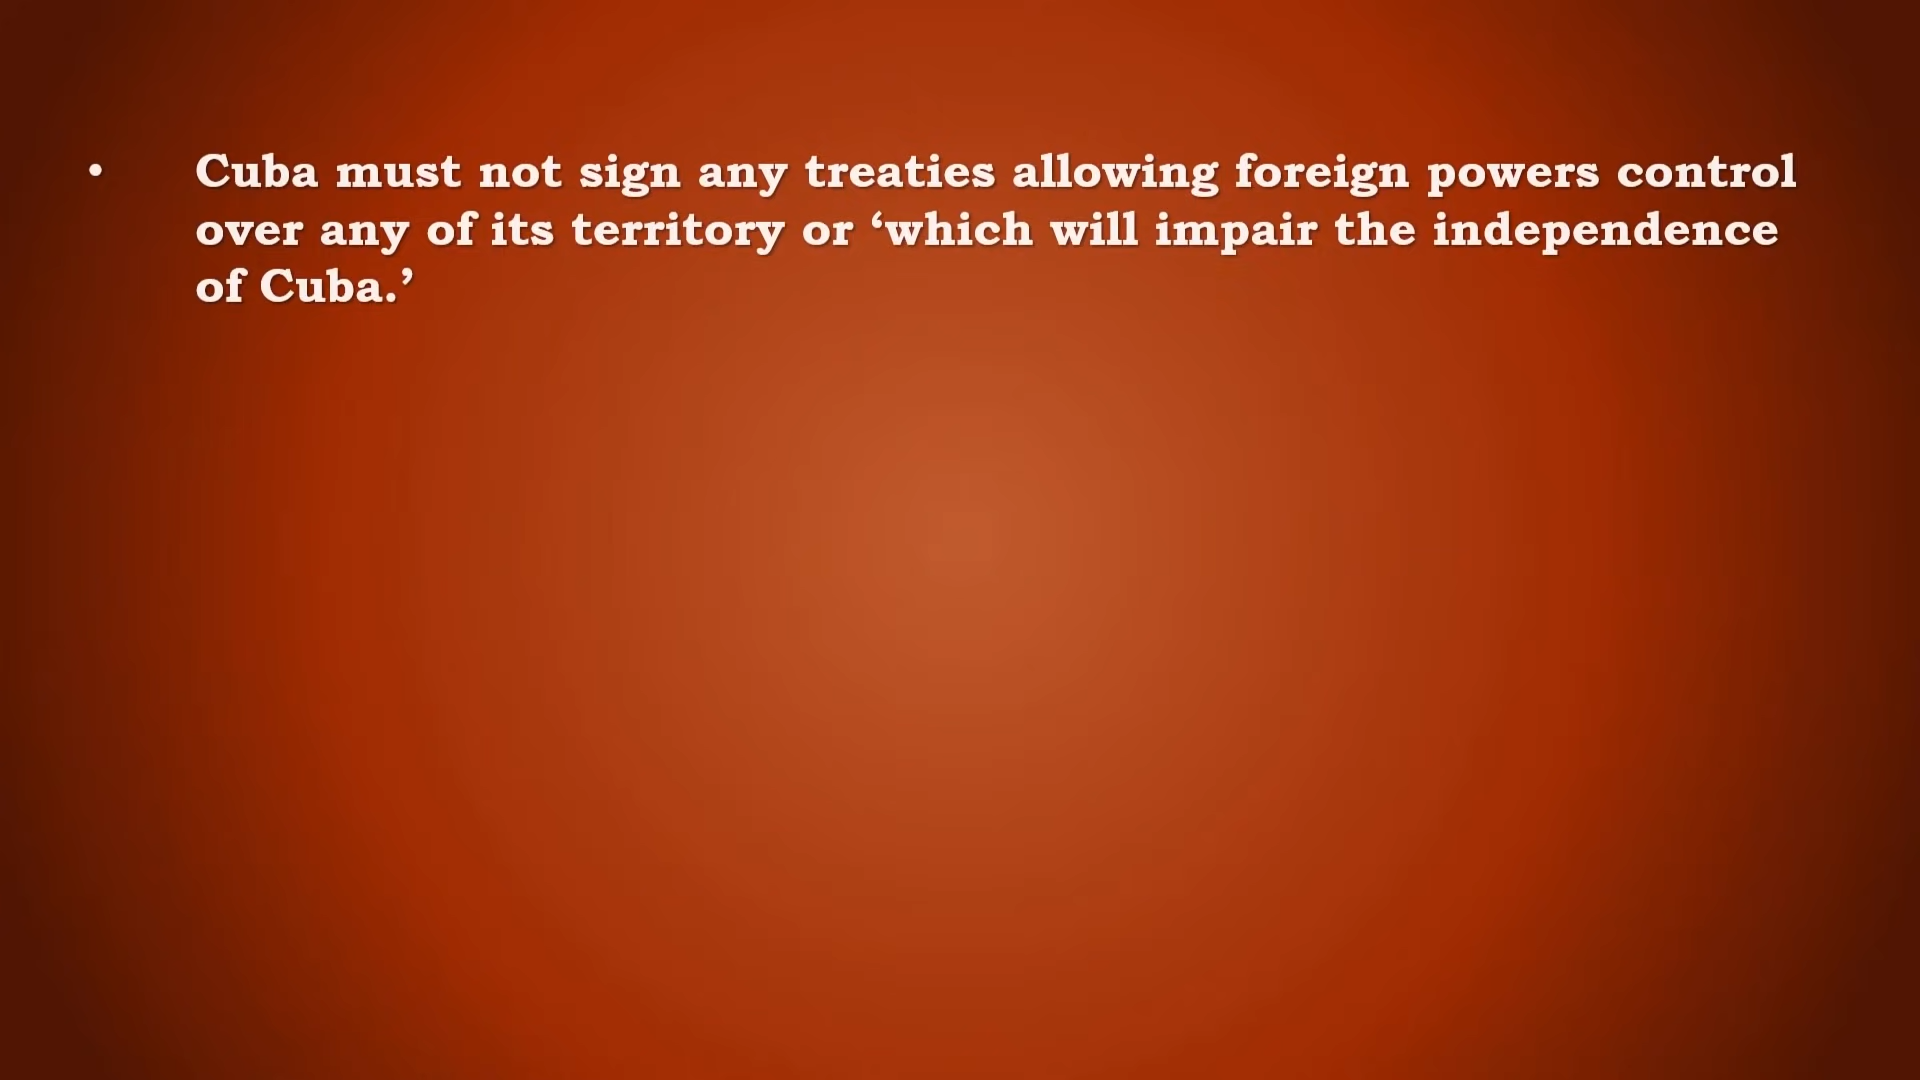 • Cuba must not sign any treaties allowing foreign powers control
over any of its territory or ‘which will impair the independence
of Cuba.’